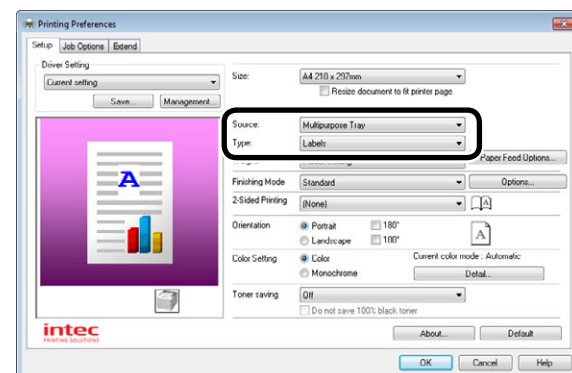 Printing Preferences
Setup Job Options Extend
Driver Setting
Current setting
Save... Management...
Size: A4 210 x 297mm
Resize document to fit printer page
Source: Multipurpose Tray
Type: Labels
Paper Feed Options...
Finishing Mode Standard Options...
2-Sided Printing (None)
Orientation Portrait 180°
Landscape 180°
A
A
Color Setting Color Current color mode : Automatic
Monochrome Detail...
Toner saving Off
Do not save 100% black toner
intec
PRINTING SOLUTIONS
About... Default
OK Cancel Help